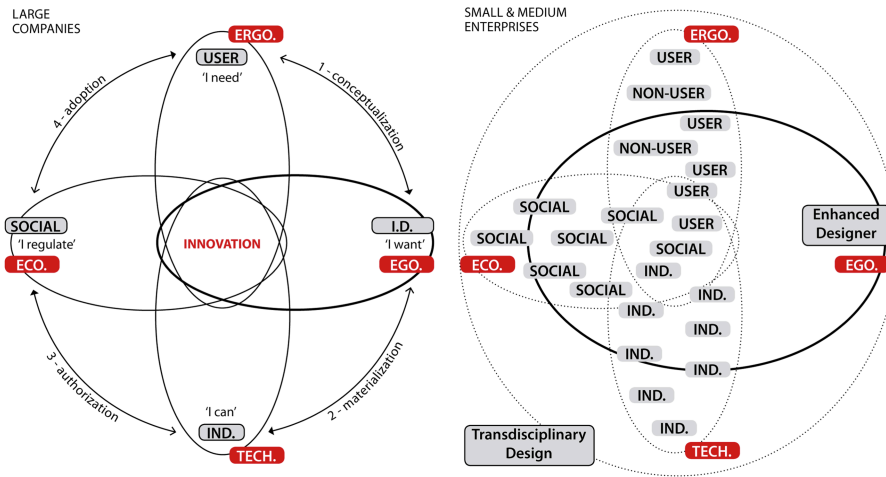 LARGE
COMPANIES
ERGO.
USER
'I need'
4 - adoption
1 - conceptualization
SOCIAL
'I regulate'
ECO.
INNOVATION
I.D.
'I want'
EGO.
3 - authorization
2 - materialization
'I can'
IND.
TECH.
SMALL & MEDIUM
ENTERPRISES
ERGO.
USER
NON-USER
USER
NON-USER
USER
USER
SOCIAL
SOCIAL
USER
Enhanced
Designer
SOCIAL
SOCIAL
SOCIAL
ECO.
SOCIAL
IND.
EGO.
SOCIAL
IND.
IND.
IND.
IND.
IND.
IND.
IND.
Transdisciplinary
Design
TECH.